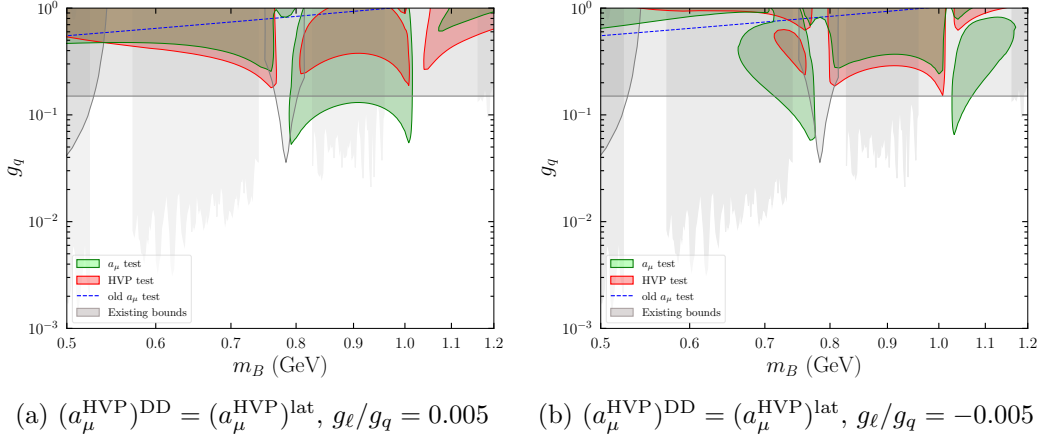 10⁰
10⁻¹
10⁻²
10⁻³
g_q
a_μ test
HVP test
old a_μ test
Existing bounds
0.5 0.6 0.7 0.8 0.9 1.0 1.1 1.2
m_B (GeV)
(a) (a_μ^HVP)^DD = (a_μ^HVP)^lat, g_ℓ/g_q = 0.005
10⁰
10⁻¹
10⁻²
10⁻³
g_q
a_μ test
HVP test
old a_μ test
Existing bounds
0.5 0.6 0.7 0.8 0.9 1.0 1.1 1.2
m_B (GeV)
(b) (a_μ^HVP)^DD = (a_μ^HVP)^lat, g_ℓ/g_q = −0.005